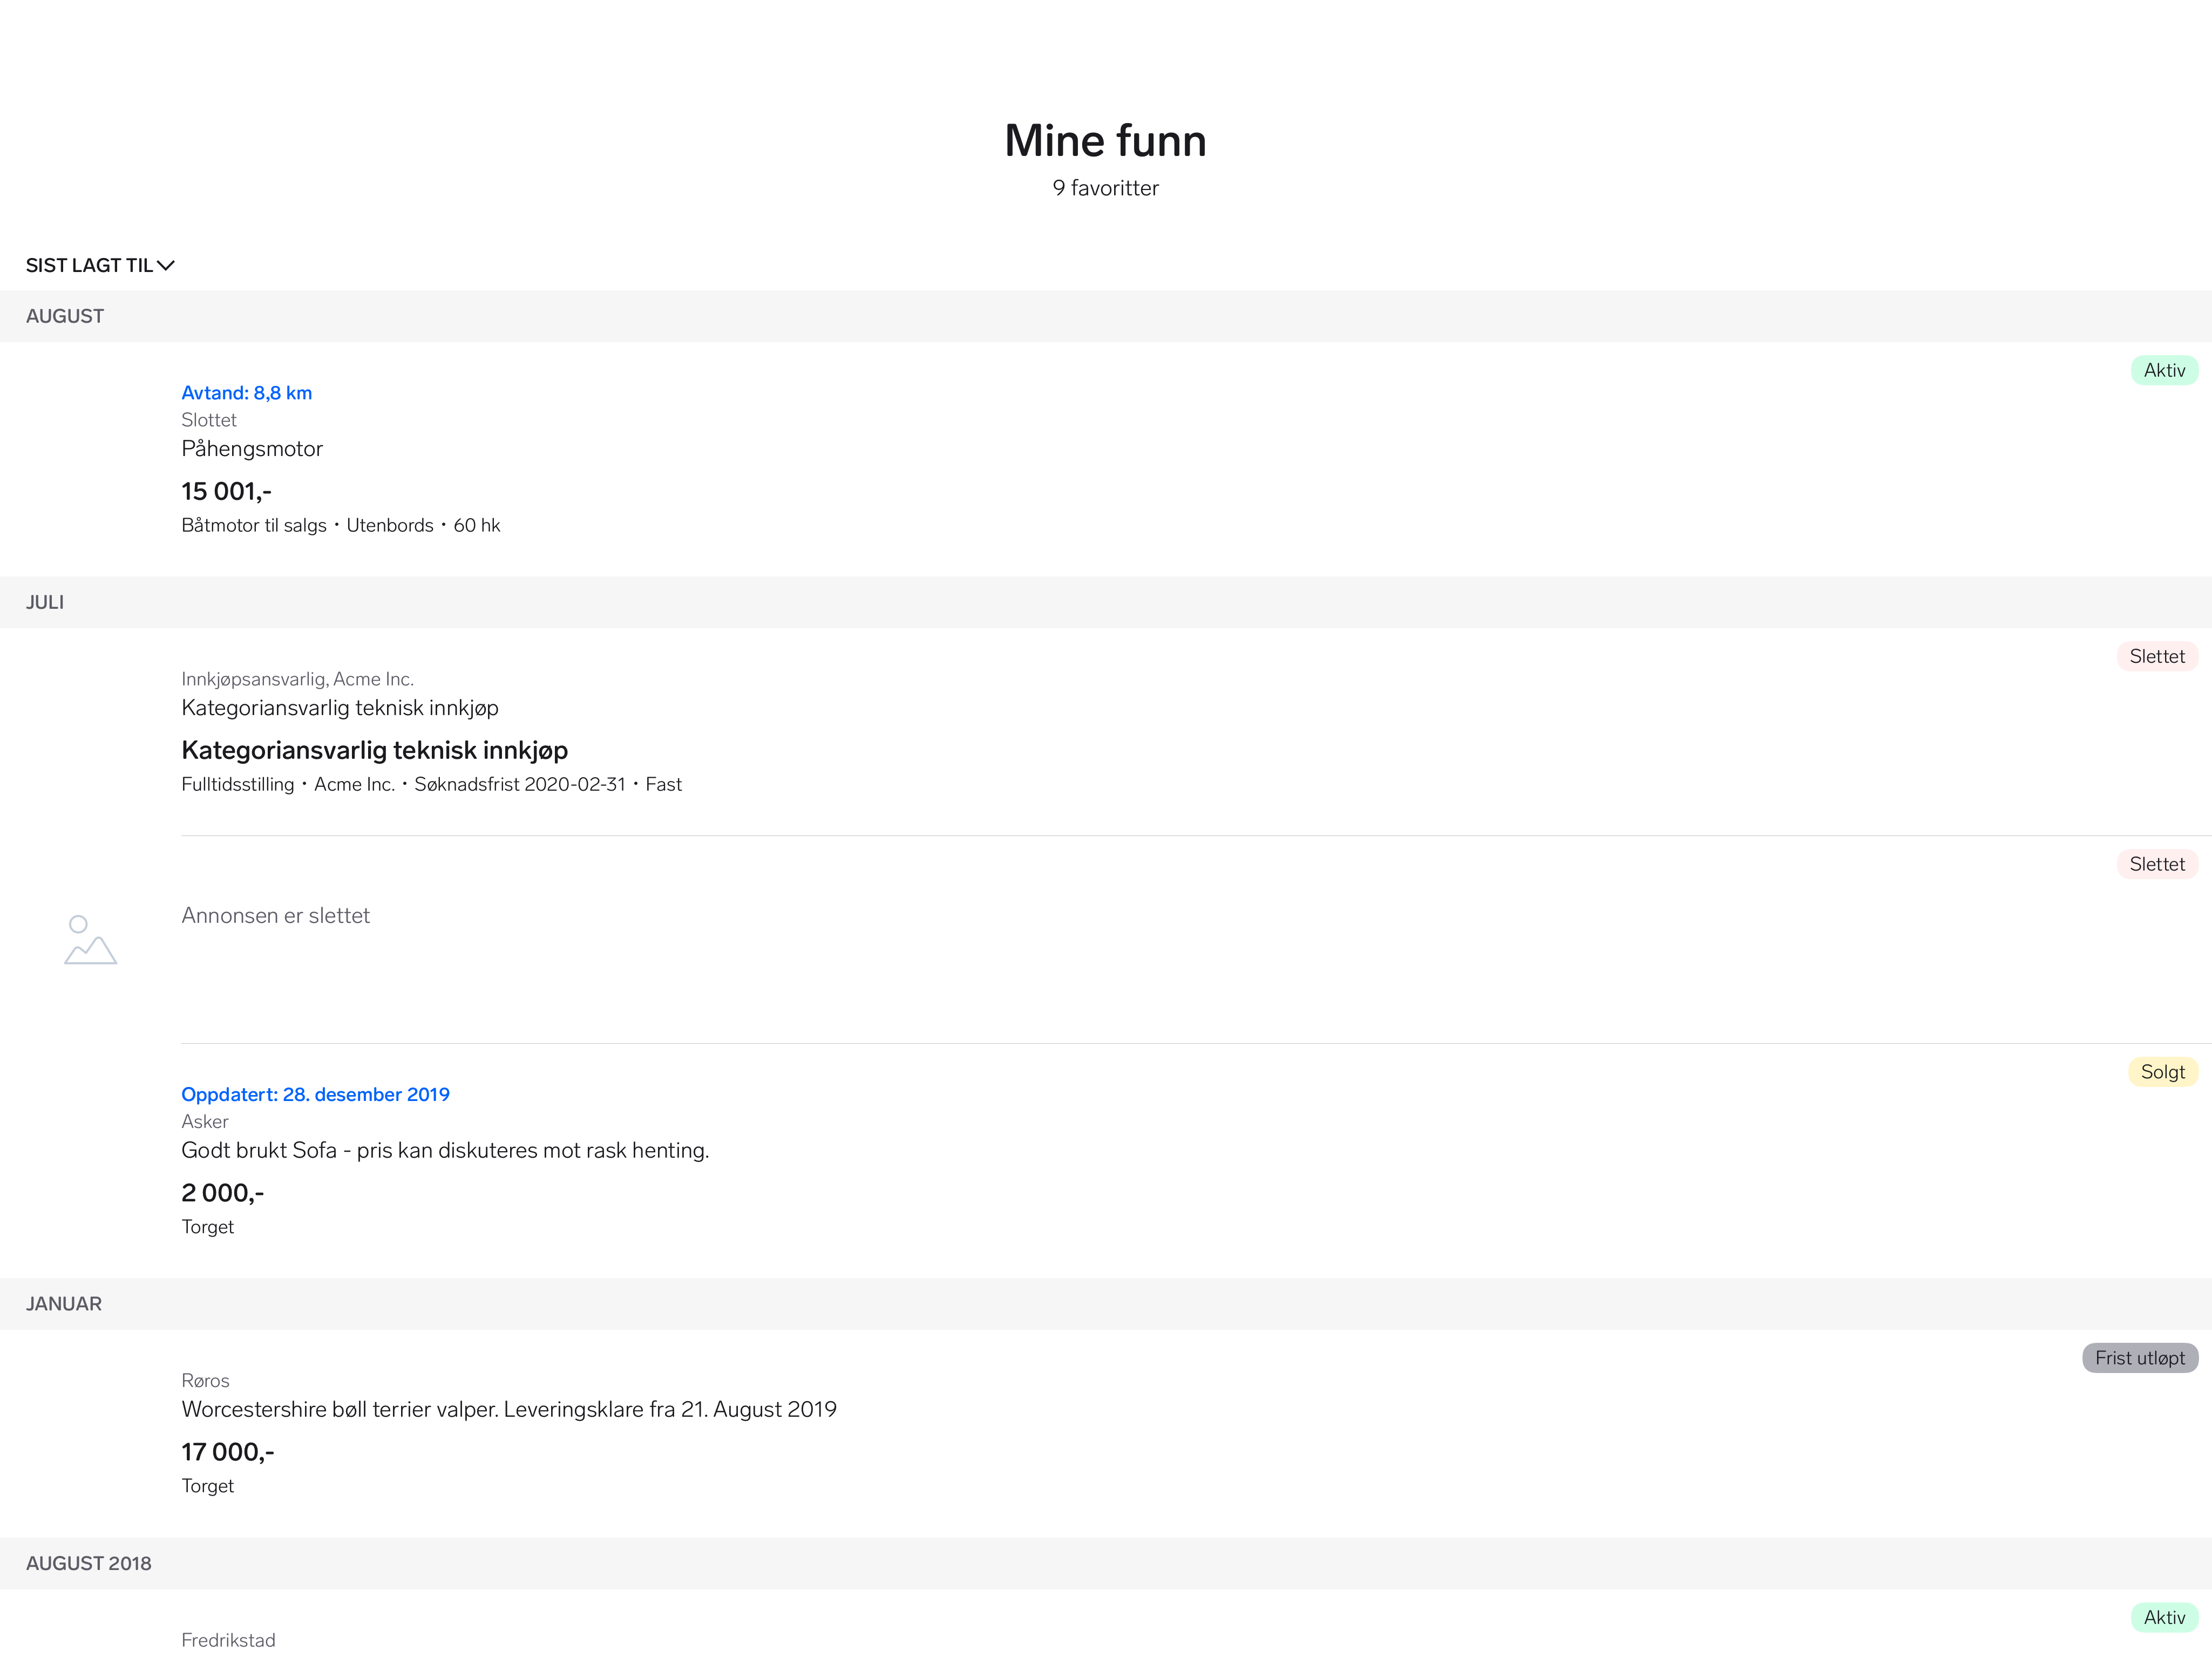 Mine funn
9 favoritter
SIST LAGT TIL
AUGUST
Aktiv
Avtand: 8,8 km
Slottet
Påhengsmotor
15 001,-
Båtmotor til salgs・Utenbords・60 hk
JULI
Slettet
Innkjøpsansvarlig, Acme Inc.
Kategoriansvarlig teknisk innkjøp
Kategoriansvarlig teknisk innkjøp
Fulltidsstilling・Acme Inc.・Søknadsfrist 2020-02-31・Fast
Slettet
Annonsen er slettet
Solgt
Oppdatert: 28. desember 2019
Asker
Godt brukt Sofa - pris kan diskuteres mot rask henting.
2 000,-
Torget
JANUAR
Frist utløpt
Røros
Worcestershire bøll terrier valper. Leveringsklare fra 21. August 2019
17 000,-
Torget
AUGUST 2018
Aktiv
Fredrikstad